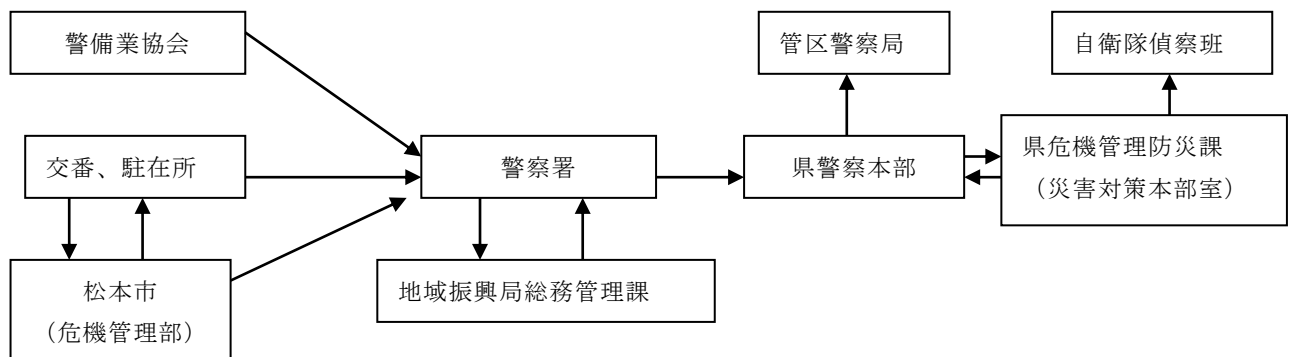 警備業協会
管区警察局
自衛隊偵察班
交番、駐在所
警察署
県警察本部
県危機管理防災課
（災害対策本部室）
松本市
（危機管理部）
地域振興局総務管理課